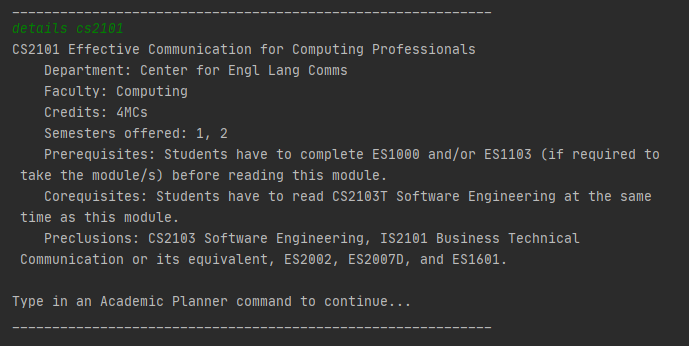 ____________________________________________________________
details cs2101
CS2101 Effective Communication for Computing Professionals
    Department: Center for Engl Lang Comms
    Faculty: Computing
    Credits: 4MCs
    Semesters offered: 1, 2
    Prerequisites: Students have to complete ES1000 and/or ES1103 (if required to
 take the module/s) before reading this module.
    Corequisites: Students have to read CS2103T Software Engineering at the same
 time as this module.
    Preclusions: CS2103 Software Engineering, IS2101 Business Technical
 Communication or its equivalent, ES2002, ES2007D, and ES1601.

Type in an Academic Planner command to continue...
____________________________________________________________